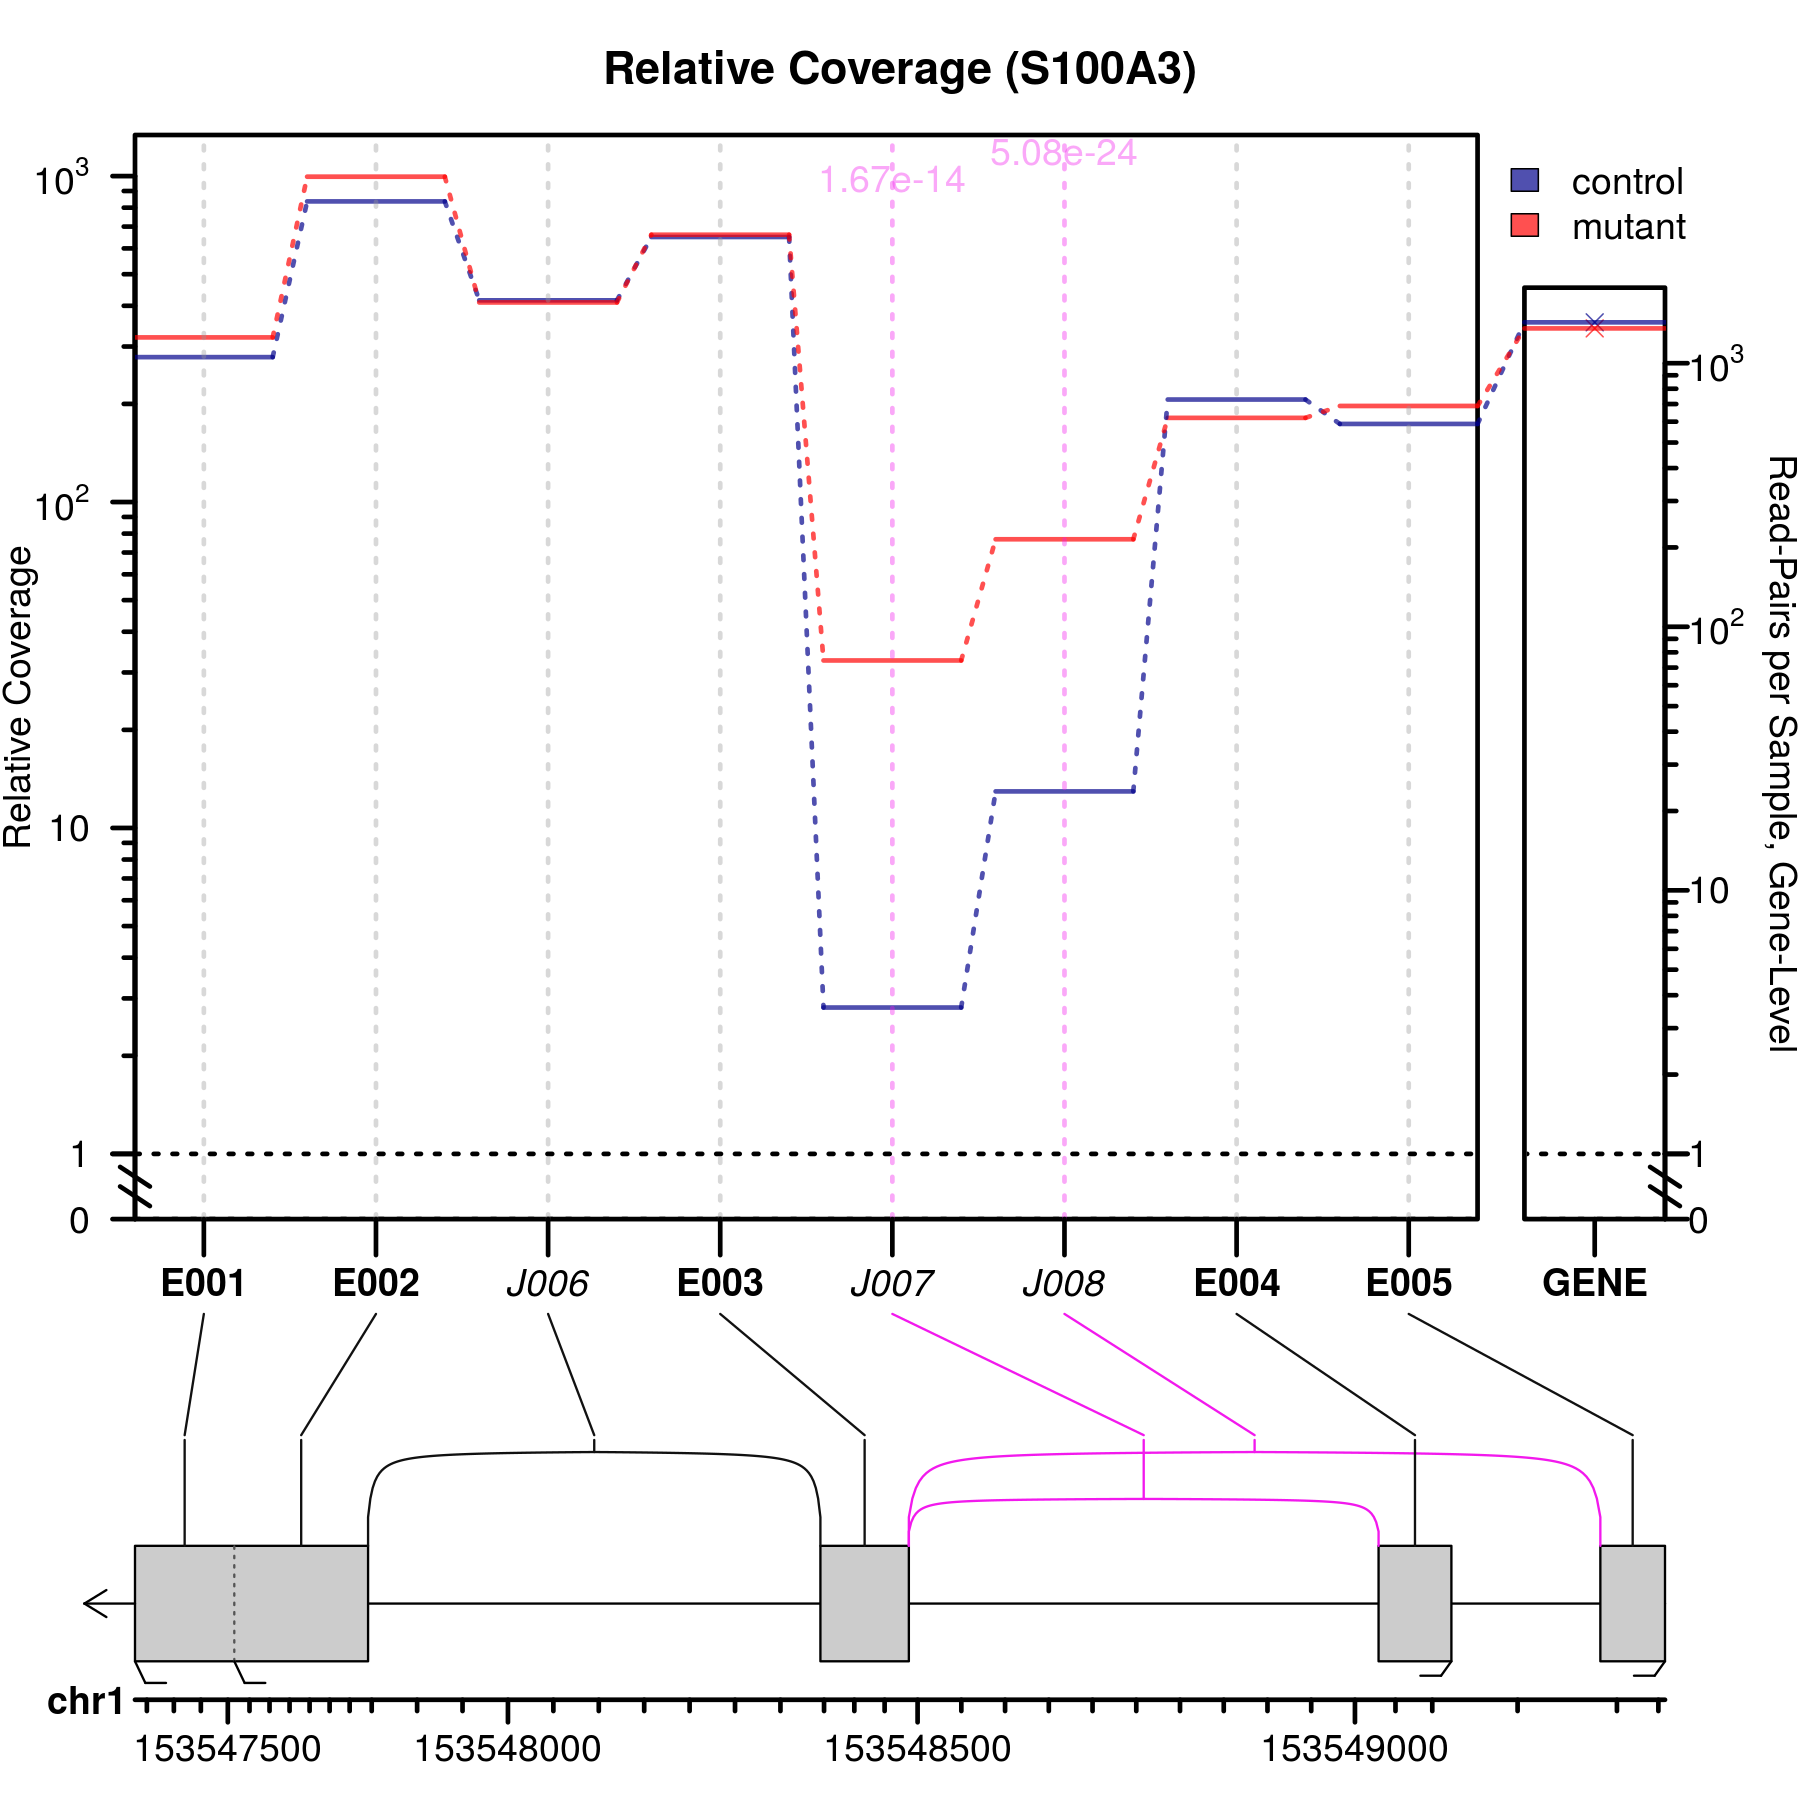 Relative Coverage (S100A3)
5.08e-24
1.67e-14
control
mutant
10³
10²
10
1
0
Relative Coverage
10³
10²
10
1
0
Read-Pairs per Sample, Gene-Level
E001 E002 J006 E003 J007 J008 E004 E005 GENE
chr1
153547500 153548000 153548500 153549000